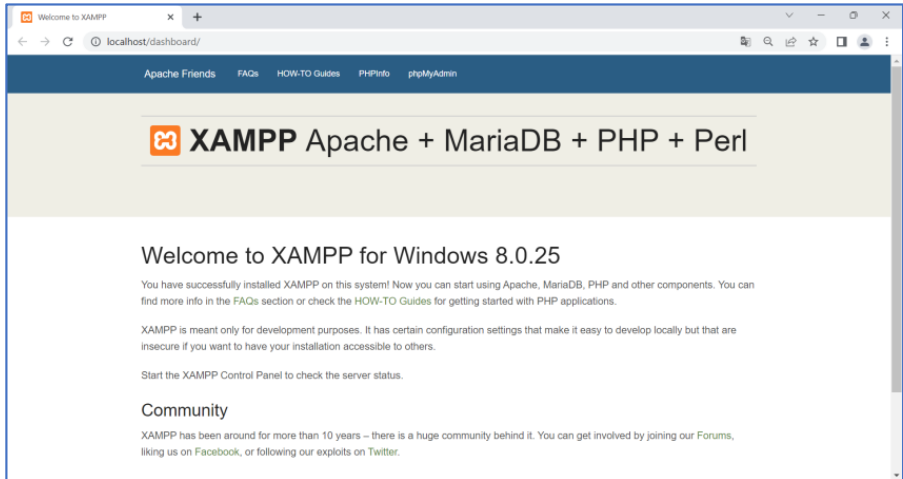 Welcome to XAMPP
localhost/dashboard/
Apache Friends FAQs HOW-TO Guides PHPInfo phpMyAdmin
XAMPP Apache + MariaDB + PHP + Perl
Welcome to XAMPP for Windows 8.0.25
You have successfully installed XAMPP on this system! Now you can start using Apache, MariaDB, PHP and other components. You can
find more info in the FAQs section or check the HOW-TO Guides for getting started with PHP applications.
XAMPP is meant only for development purposes. It has certain configuration settings that make it easy to develop locally but that are
insecure if you want to have your installation accessible to others.
Start the XAMPP Control Panel to check the server status.
Community
XAMPP has been around for more than 10 years – there is a huge community behind it. You can get involved by joining our Forums,
liking us on Facebook, or following our exploits on Twitter.